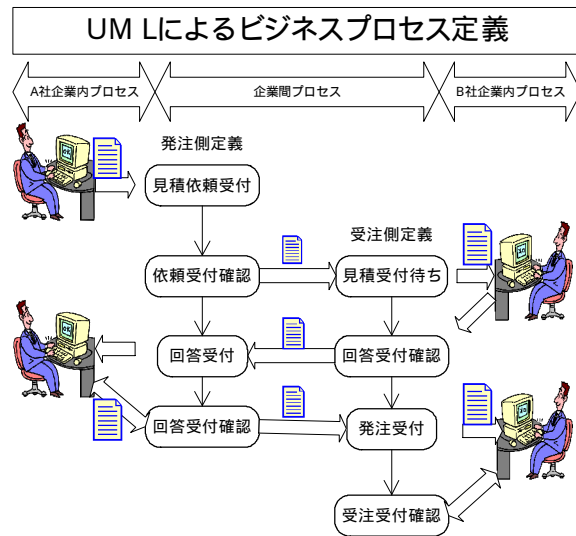 UMLによるビジネスプロセス定義
A社企業内プロセス
企業間プロセス
B社企業内プロセス
発注側定義
見積依頼受付
受注側定義
依頼受付確認
見積受付待ち
回答受付
回答受付確認
回答受付確認
発注受付
受注受付確認